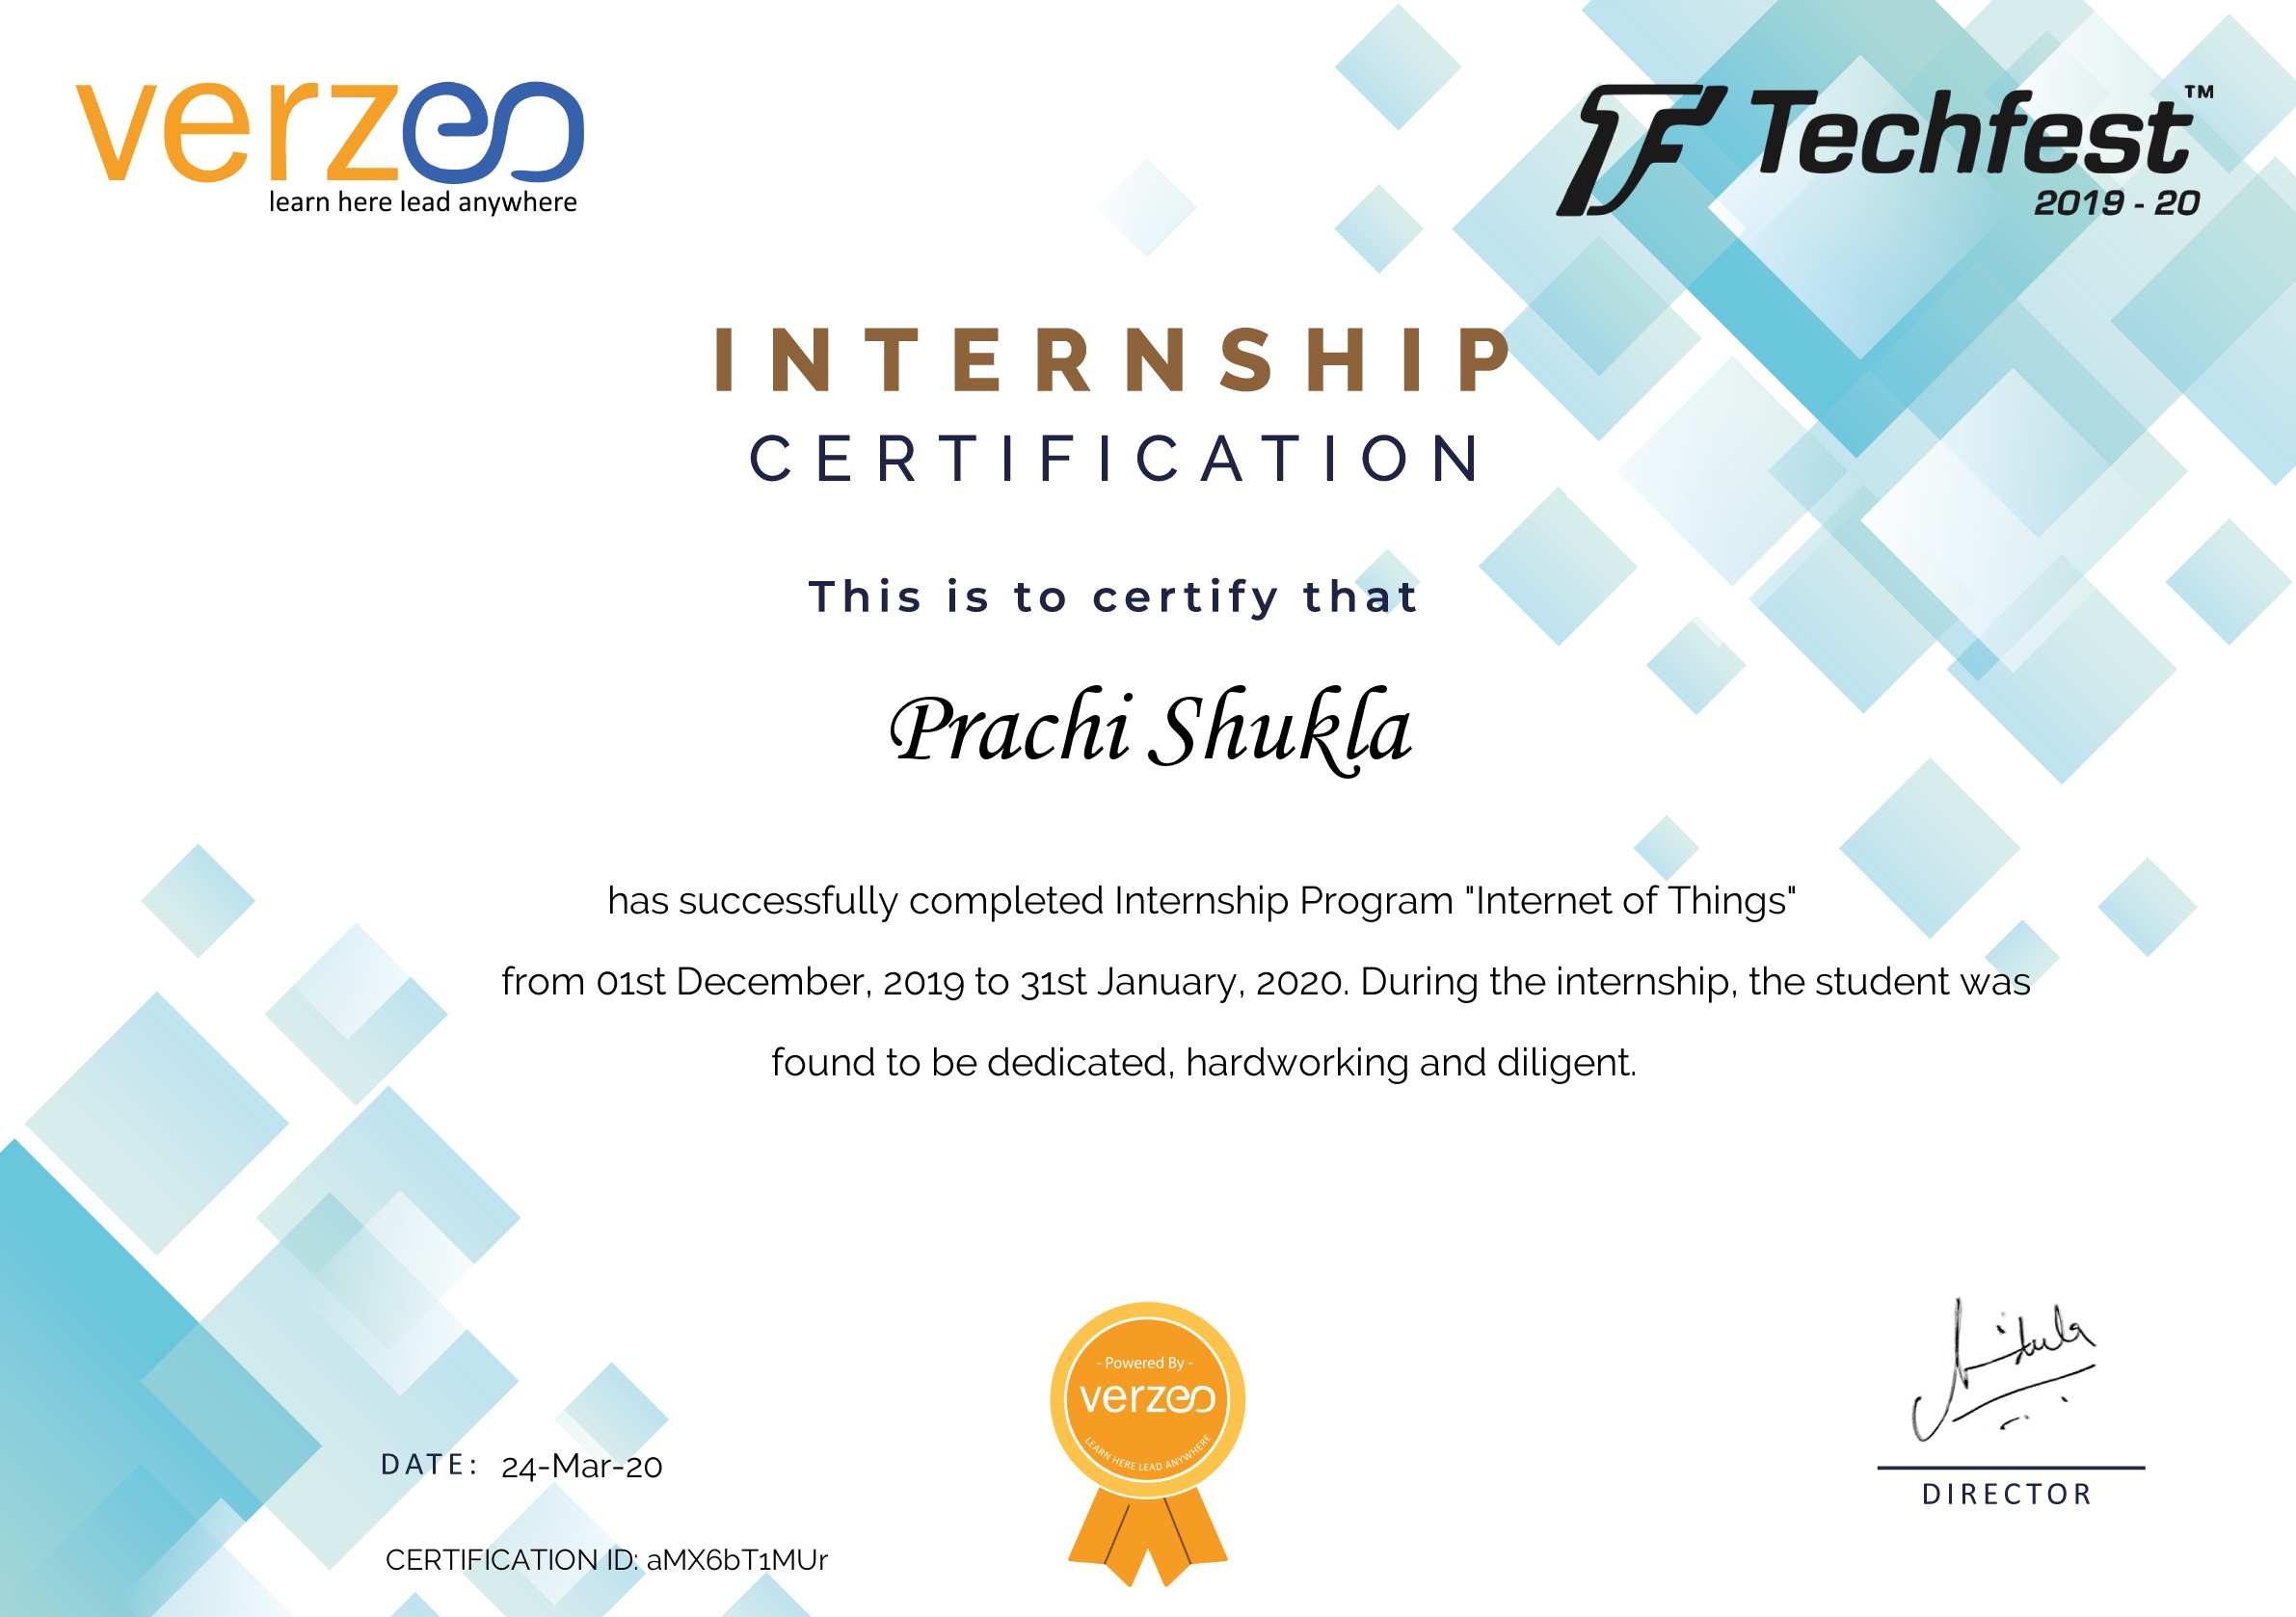 verzeo
learn here lead anywhere
Techfest™
2019 - 20
INTERNSHIP
CERTIFICATION
This is to certify that
Prachi Shukla
has successfully completed Internship Program "Internet of Things"
from 01st December, 2019 to 31st January, 2020. During the internship, the student was
found to be dedicated, hardworking and diligent.
- Powered By -
verzeo
LEARN HERE LEAD ANYWHERE
DATE: 24-Mar-20
DIRECTOR
CERTIFICATION ID: aMX6bT1MUr